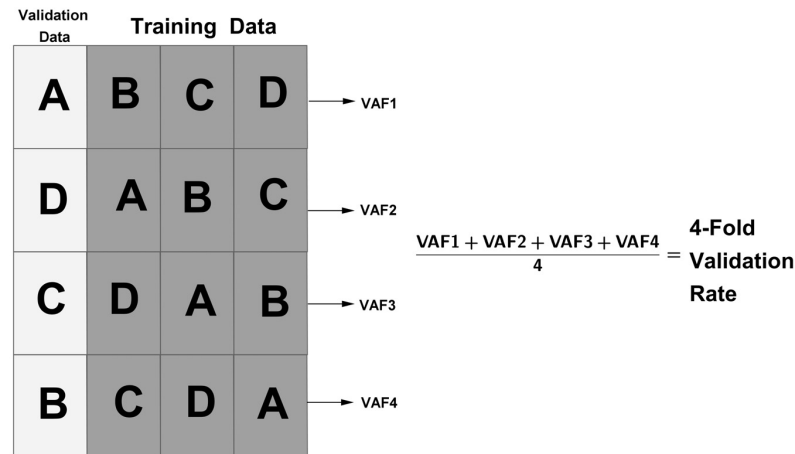 Validation
Data
Training Data
A B C D VAF1
D A B C VAF2
C D A B VAF3
B C D A VAF4
VAF1 + VAF2 + VAF3 + VAF4
4
=
4-Fold
Validation
Rate